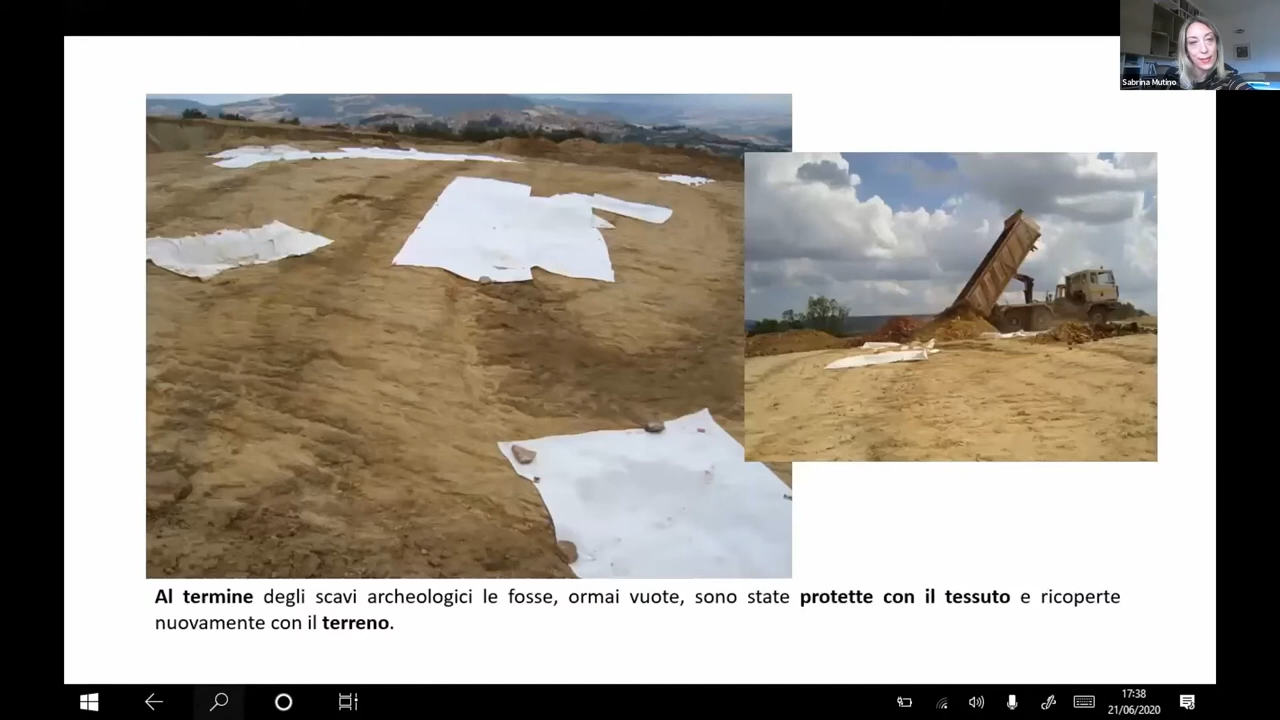 Sabrina Mutino
Al termine degli scavi archeologici le fosse, ormai vuote, sono state protette con il tessuto e ricoperte
nuovamente con il terreno.
17:38
21/06/2020